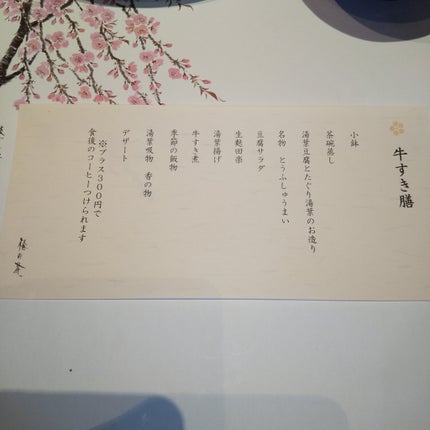 牛すき膳
小鉢
茶碗蒸し
湯葉豆腐とたぐり湯葉のお造り
名物　とうふしゅうまい
豆腐サラダ
生麩田楽
湯葉揚げ
牛すき煮
季節の飯物
湯葉吸物　香の物
デザート
※プラス３００円で
食後のコーヒーつけられます